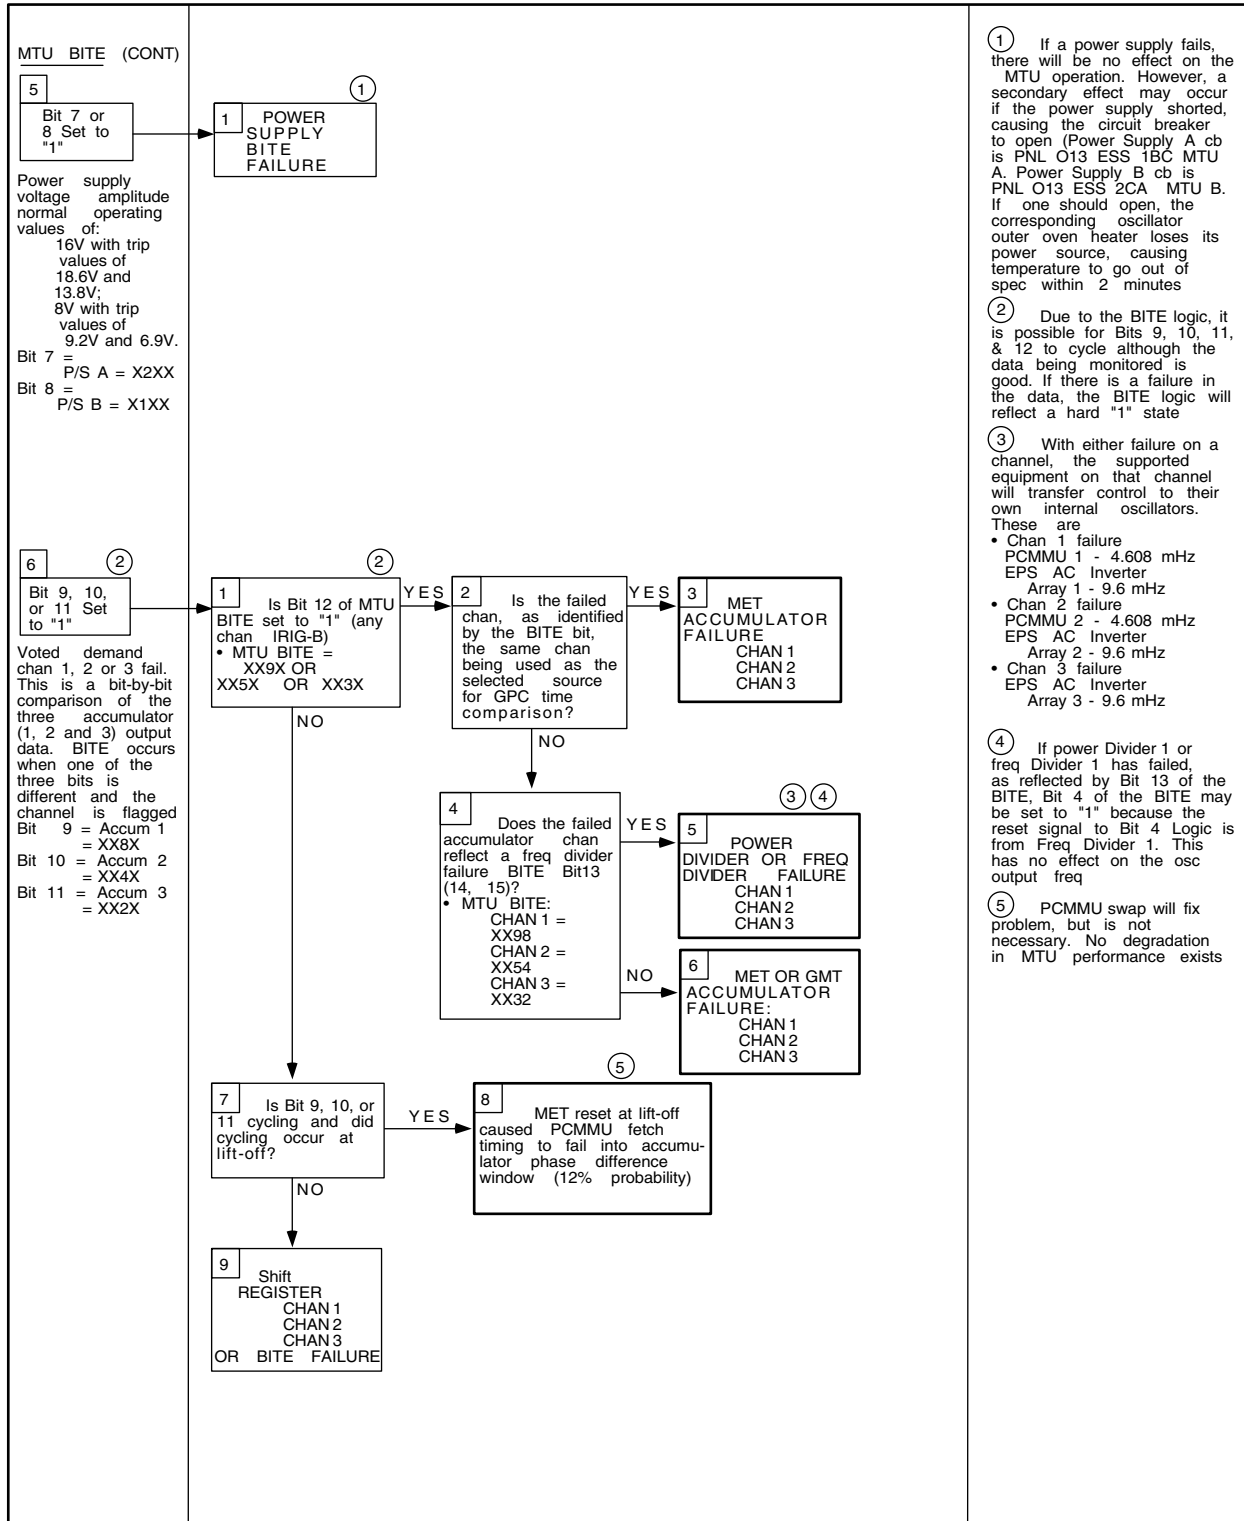 MTU BITE (CONT)
5
Bit 7 or
8 Set to
"1"
Power supply
voltage amplitude
normal operating
values of:
16V with trip
values of
18.6V and
13.8V;
8V with trip
values of
9.2V and 6.9V.
Bit 7 =
P/S A = X2XX
Bit 8 =
P/S B = X1XX
1
1 POWER
SUPPLY
BITE
FAILURE
6
2
Bit 9, 10,
or 11 Set
to "1"
Voted demand
chan 1, 2 or 3 fail.
This is a bit-by-bit
comparison of the
three accumulator
(1, 2 and 3) output
data. BITE occurs
when one of the
three bits is
different and the
channel is flagged
Bit 9 = Accum 1
= XX8X
Bit 10 = Accum 2
= XX4X
Bit 11 = Accum 3
= XX2X
2
1
Is Bit 12 of MTU
BITE set to "1" (any
chan IRIG-B)
• MTU BITE =
XX9X OR
XX5X OR XX3X
YES
NO
2
Is the failed
chan, as identified
by the BITE bit,
the same chan
being used as the
selected source
for GPC time
comparison?
YES
NO
3
MET
ACCUMULATOR
FAILURE
CHAN 1
CHAN 2
CHAN 3
4
Does the failed
accumulator chan
reflect a freq divider
failure BITE Bit13
(14, 15)?
• MTU BITE:
CHAN 1 =
XX98
CHAN 2 =
XX54
CHAN 3 =
XX32
YES
NO
3 4
5
POWER
DIVIDER OR FREQ
DIVIDER FAILURE
CHAN 1
CHAN 2
CHAN 3
6
MET OR GMT
ACCUMULATOR
FAILURE:
CHAN 1
CHAN 2
CHAN 3
7
Is Bit 9, 10, or
11 cycling and did
cycling occur at
lift-off?
YES
NO
5
8
MET reset at lift-off
caused PCMMU fetch
timing to fail into accumu-
lator phase difference
window (12% probability)
9
Shift
REGISTER
CHAN 1
CHAN 2
CHAN 3
OR BITE FAILURE
1 If a power supply fails,
there will be no effect on the
MTU operation. However, a
secondary effect may occur
if the power supply shorted,
causing the circuit breaker
to open (Power Supply A cb
is PNL O13 ESS 1BC MTU
A. Power Supply B cb is
PNL O13 ESS 2CA MTU B.
If one should open, the
corresponding oscillator
outer oven heater loses its
power source, causing
temperature to go out of
spec within 2 minutes
2 Due to the BITE logic, it
is possible for Bits 9, 10, 11,
& 12 to cycle although the
data being monitored is
good. If there is a failure in
the data, the BITE logic will
reflect a hard "1" state
3 With either failure on a
channel, the supported
equipment on that channel
will transfer control to their
own internal oscillators.
These are
• Chan 1 failure
PCMMU 1 - 4.608 mHz
EPS AC Inverter
Array 1 - 9.6 mHz
• Chan 2 failure
PCMMU 2 - 4.608 mHz
EPS AC Inverter
Array 2 - 9.6 mHz
• Chan 3 failure
EPS AC Inverter
Array 3 - 9.6 mHz
4 If power Divider 1 or
freq Divider 1 has failed,
as reflected by Bit 13 of the
BITE, Bit 4 of the BITE may
be set to "1" because the
reset signal to Bit 4 Logic is
from Freq Divider 1. This
has no effect on the osc
output freq
5 PCMMU swap will fix
problem, but is not
necessary. No degradation
in MTU performance exists